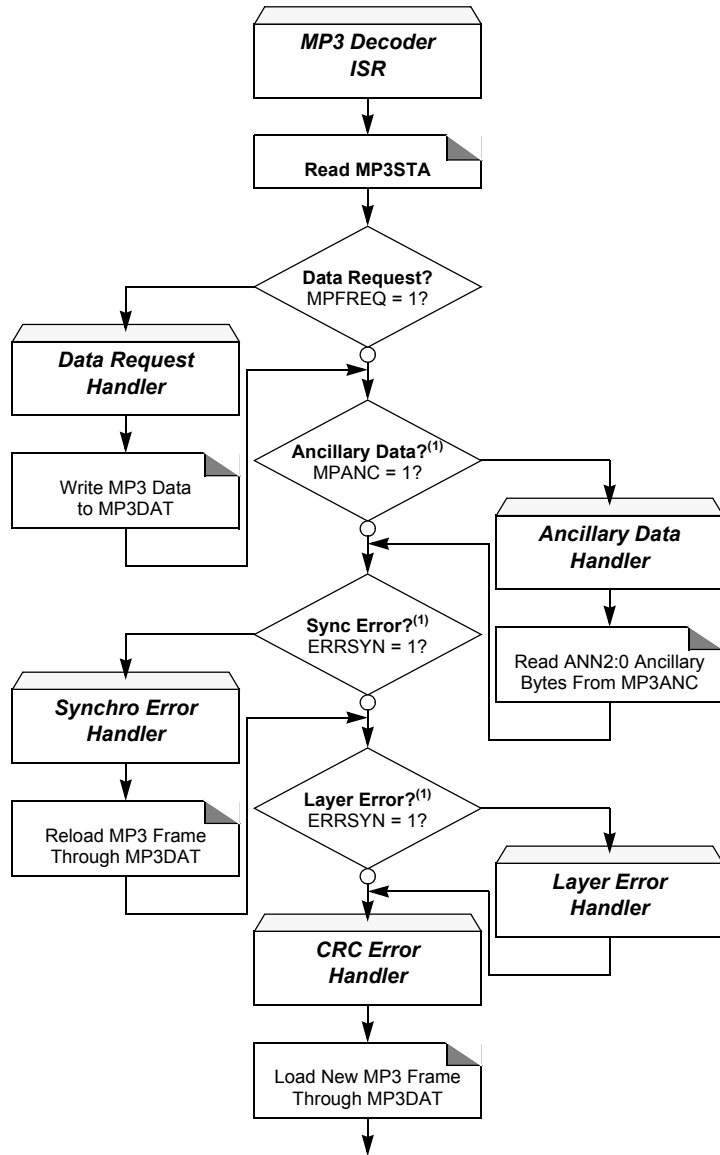 MP3 Decoder
ISR
Read MP3STA
Data Request?
MPFREQ = 1?
Data Request
Handler
Write MP3 Data
to MP3DAT
Ancillary Data?(1)
MPANC = 1?
Ancillary Data
Handler
Read ANN2:0 Ancillary
Bytes From MP3ANC
Sync Error?(1)
ERRSYN = 1?
Synchro Error
Handler
Reload MP3 Frame
Through MP3DAT
Layer Error?(1)
ERRSYN = 1?
Layer Error
Handler
CRC Error
Handler
Load New MP3 Frame
Through MP3DAT